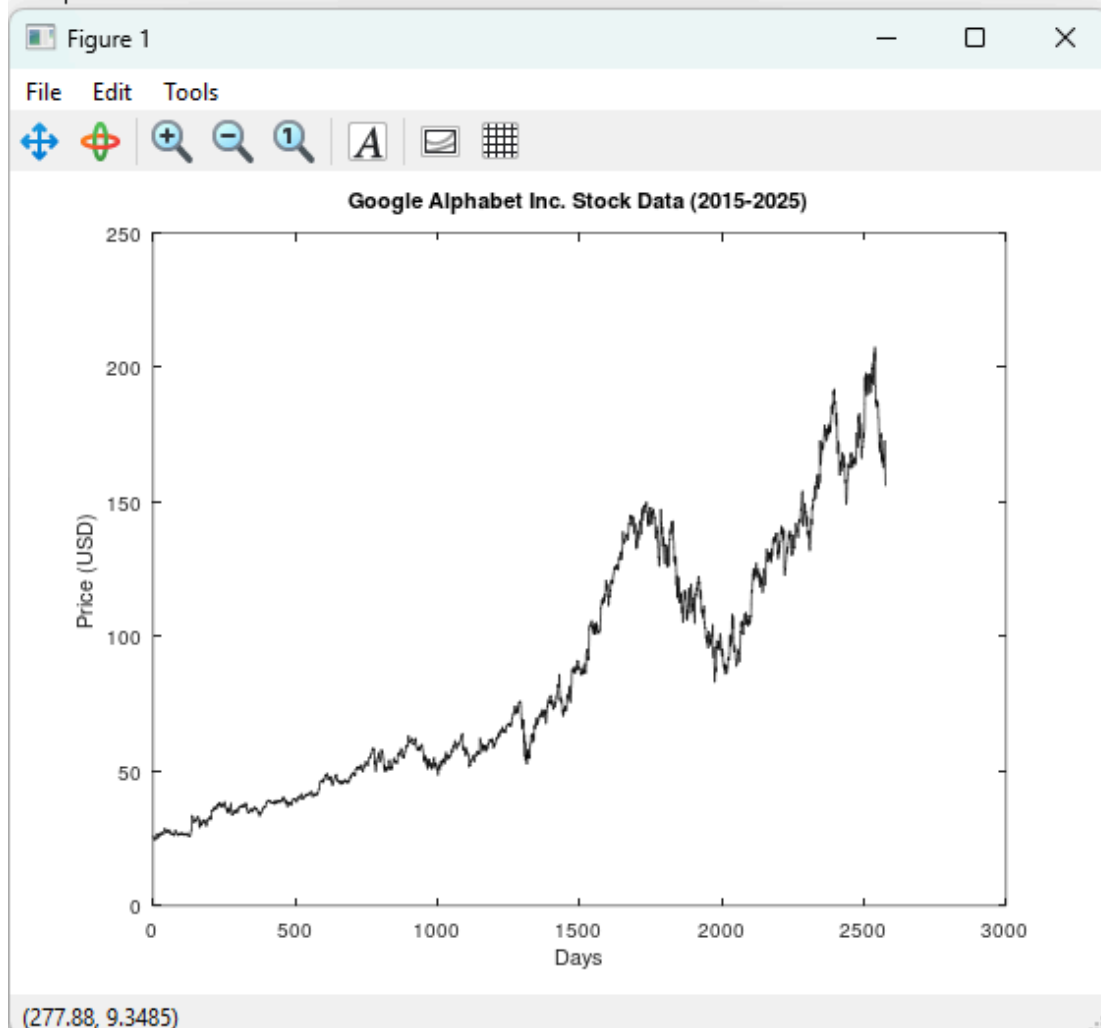 Figure 1
File Edit Tools
A
Google Alphabet Inc. Stock Data (2015-2025)
250
200
150
100
50
0
Price (USD)
0 500 1000 1500 2000 2500 3000
Days
(277.88, 9.3485)